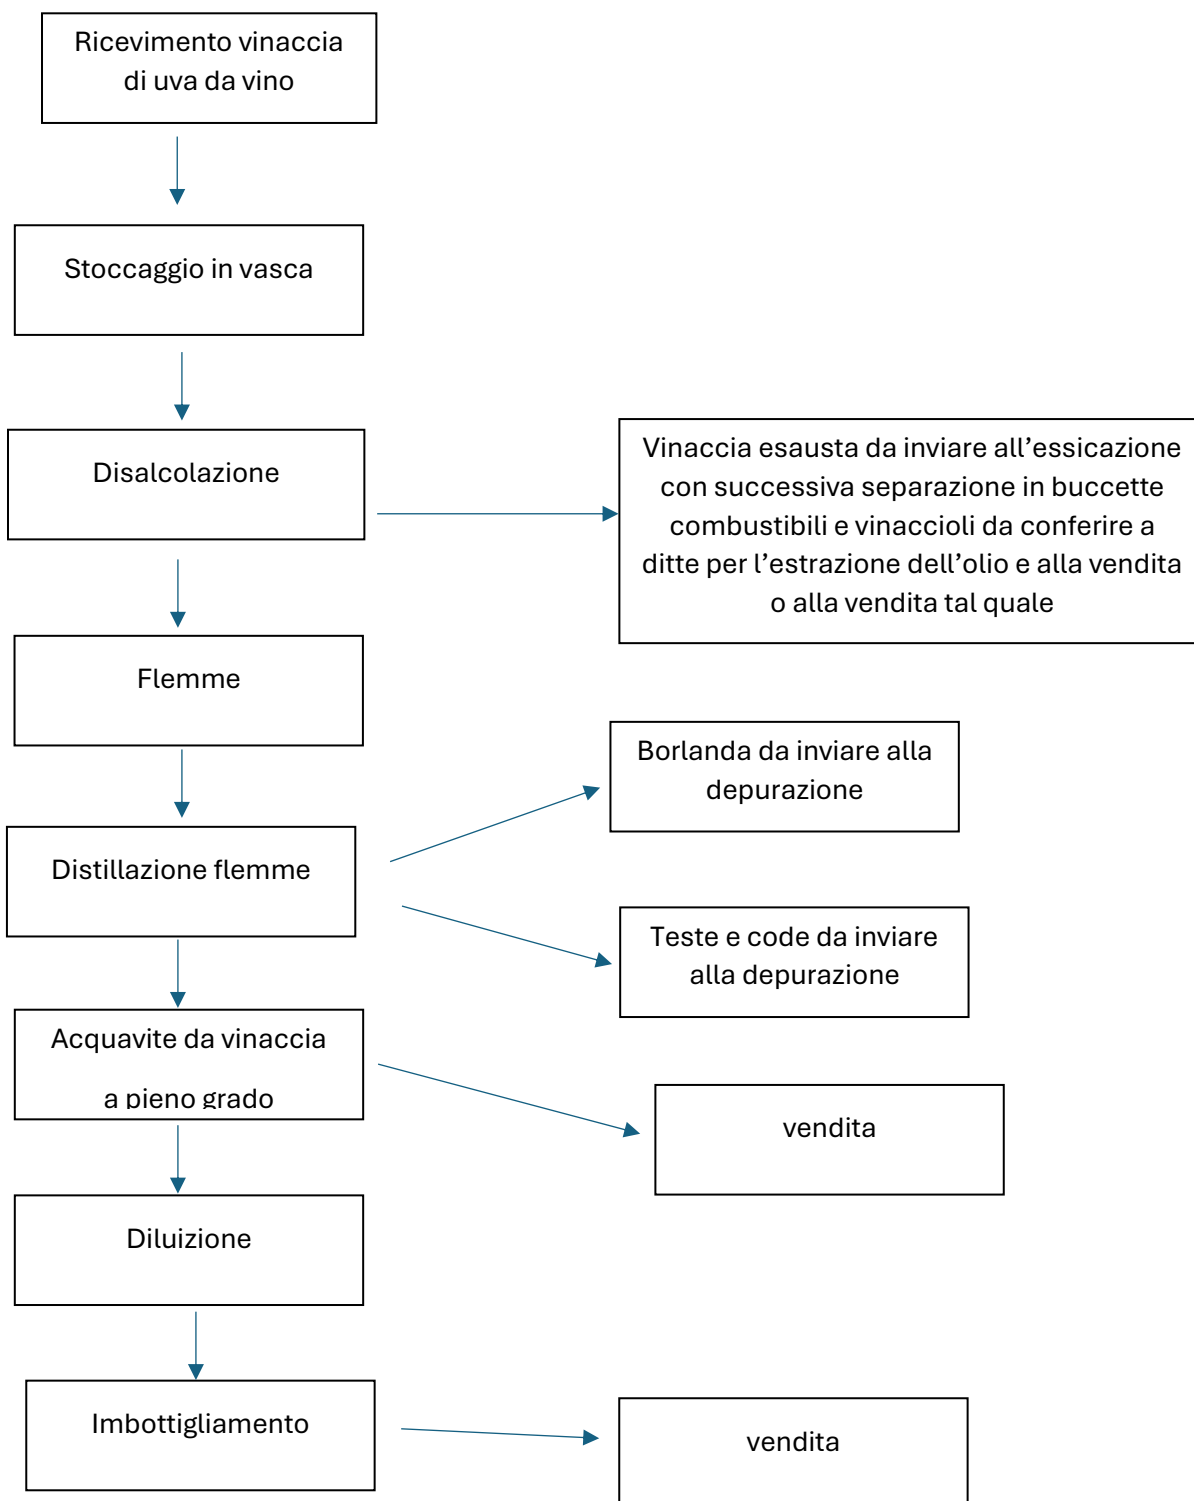 Ricevimento vinaccia
di uva da vino
Stoccaggio in vasca
Disalcolazione
Vinaccia esausta da inviare all’essicazione
con successiva separazione in buccette
combustibili e vinaccioli da conferire a
ditte per l’estrazione dell’olio e alla vendita
o alla vendita tal quale
Flemme
Borlanda da inviare alla
depurazione
Distillazione flemme
Teste e code da inviare
alla depurazione
Acquavite da vinaccia
a pieno grado
vendita
Diluizione
Imbottigliamento
vendita